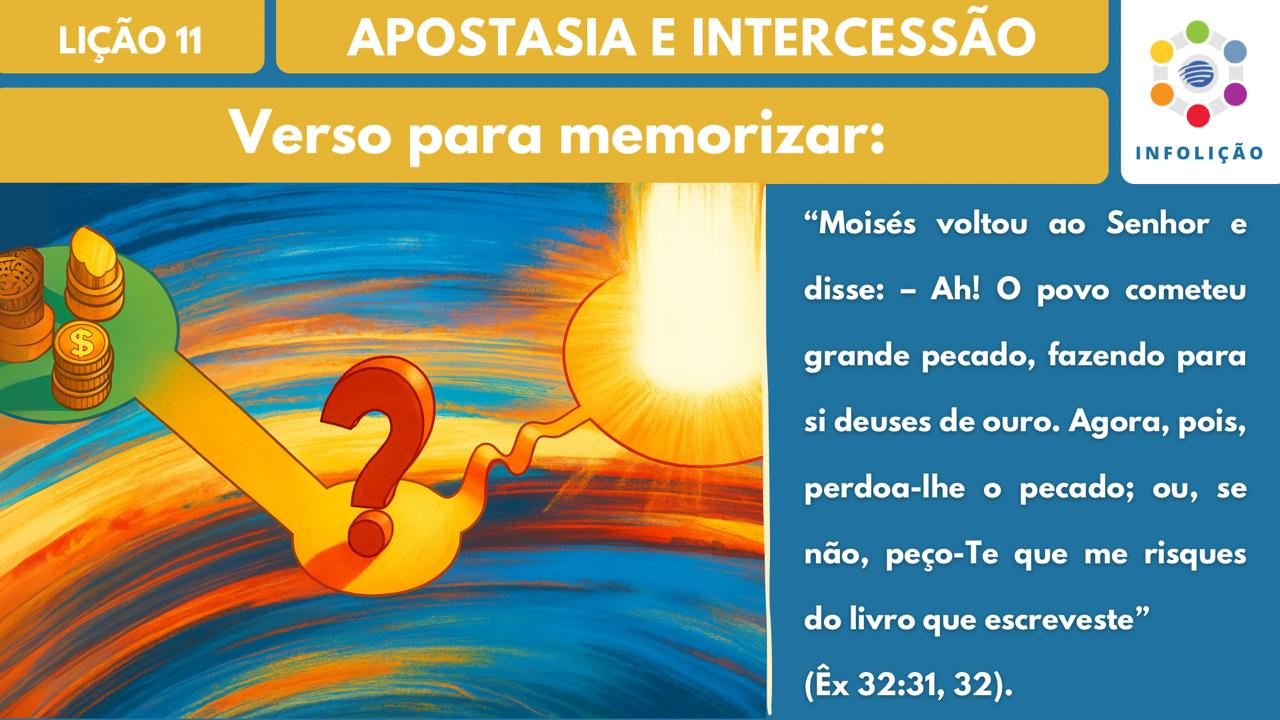 LIÇÃO 11
APOSTASIA E INTERCESSÃO
INFOLIÇÃO
Verso para memorizar:
$
?
“Moisés voltou ao Senhor e
disse: – Ah! O povo cometeu
grande pecado, fazendo para
si deuses de ouro. Agora, pois,
perdoa-lhe o pecado; ou, se
não, peço-Te que me risques
do livro que escreveste”
(Êx 32:31, 32).